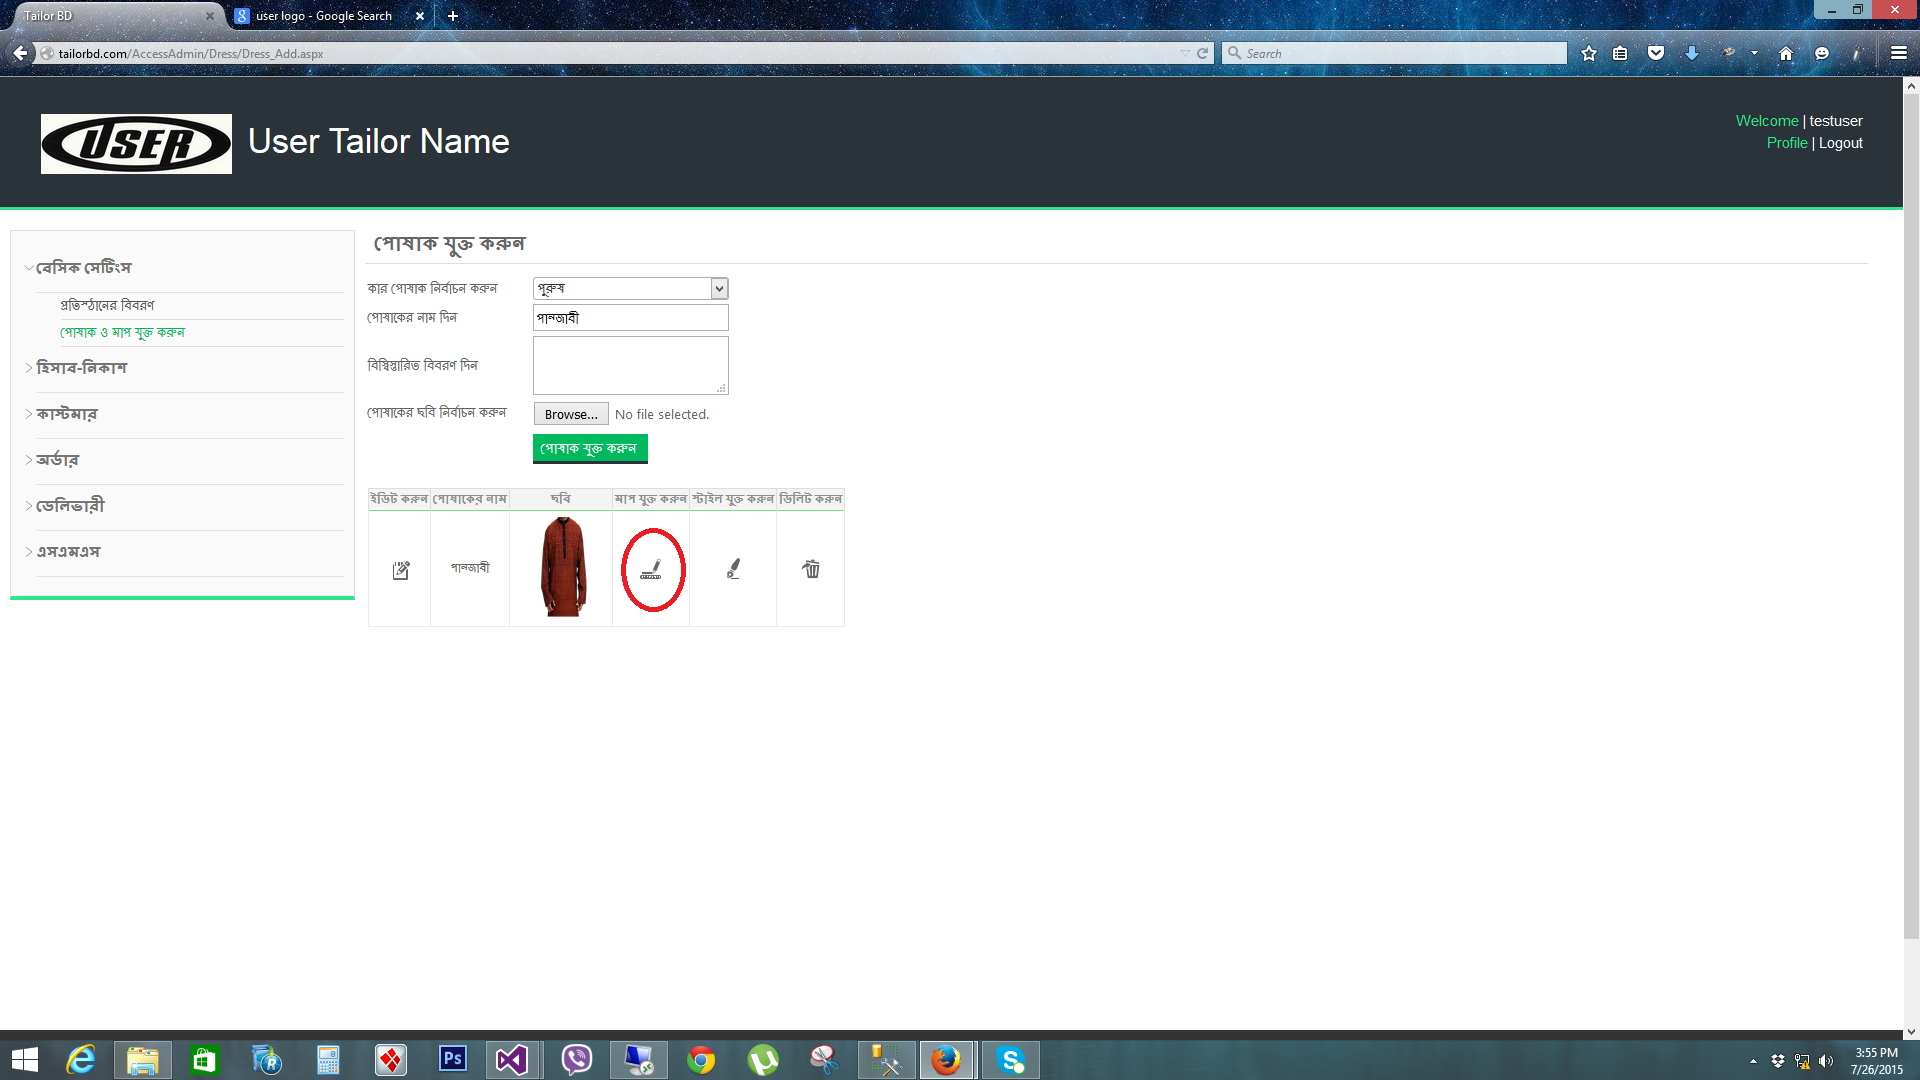 Tailor BD
user logo - Google Search
tailorbd.com/AccessAdmin/Dress/Dress_Add.aspx
Search
USER
User Tailor Name
Welcome | testuser
Profile | Logout
বেসিক সেটিংস
প্রতিস্ঠানের বিবরণ
পোষাক ও মাপ যুক্ত করুন
হিসাব-নিকাশ
কাস্টমার
অর্ডার
ডেলিভারী
এসএমএস
পোষাক যুক্ত করুন
কার পোষাক নির্বাচন করুন
পুরুষ
পোষাকের নাম দিন
পান্জাবী
বিস্বিস্তারিত বিবরণ দিন
পোষাকের ছবি নির্বাচন করুন
Browse... No file selected.
পোষাক যুক্ত করুন
ইডিট করুন পোষাকের নাম ছবি মাপ যুক্ত করুন স্টাইল যুক্ত করুন ডিলিট করুন
পান্জাবী
Ps
3:55 PM
7/26/2015